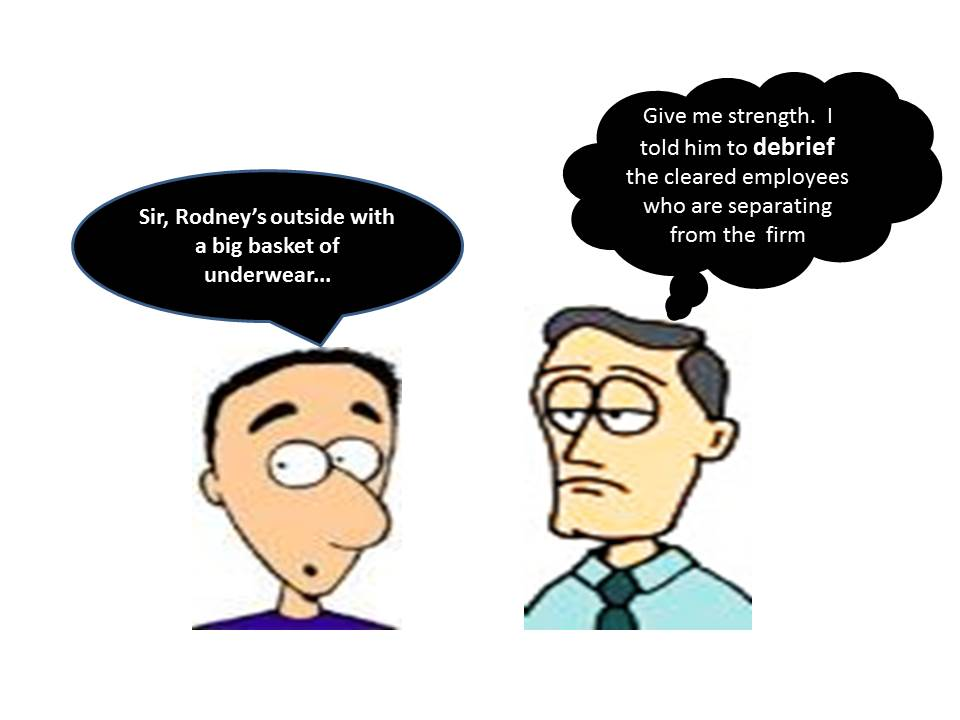 Sir, Rodney's outside with
a big basket of
underwear...
Give me strength.  I
told him to debrief
the cleared employees
who are separating
from the  firm